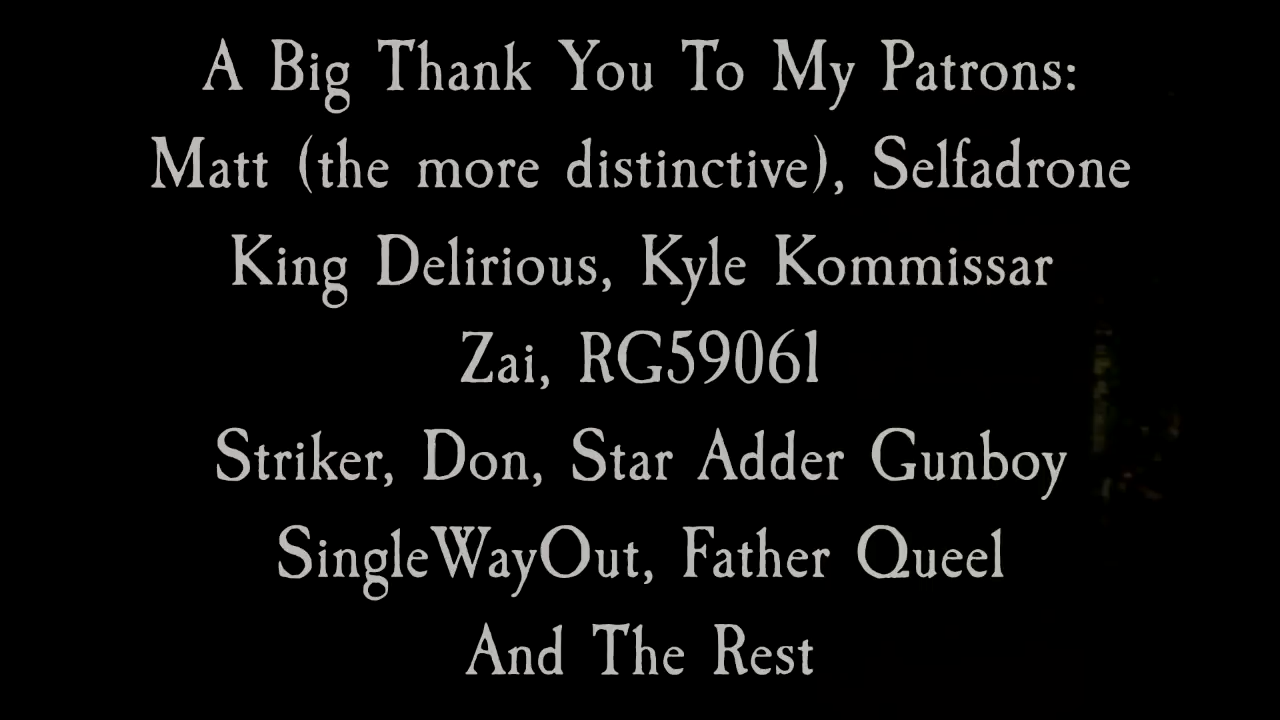 A Big Thank You To My Patrons:
Matt (the more distinctive), Selfadrone
King Delirious, Kyle Kommissar
Zai, RG59061
Striker, Don, Star Adder Gunboy
SingleWayOut, Father Queel
And The Rest